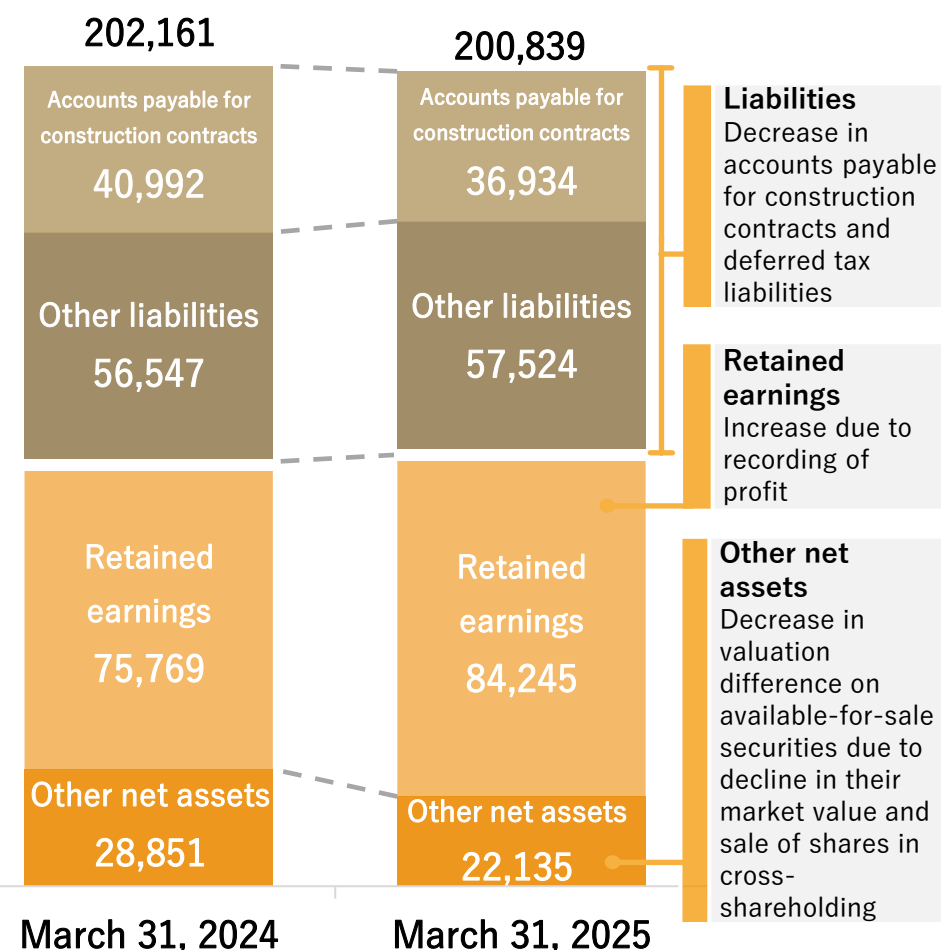 202,161
Accounts payable for
construction contracts
40,992
Other liabilities
56,547
Retained
earnings
75,769
Other net assets
28,851
March 31, 2024
200,839
Accounts payable for
construction contracts
36,934
Other liabilities
57,524
Retained
earnings
84,245
Other net assets
22,135
March 31, 2025
Liabilities
Decrease in
accounts payable
for construction
contracts and
deferred tax
liabilities
Retained
earnings
Increase due to
recording of
profit
Other net
assets
Decrease in
valuation
difference on
available-for-sale
securities due to
decline in their
market value and
sale of shares in
cross-
shareholding